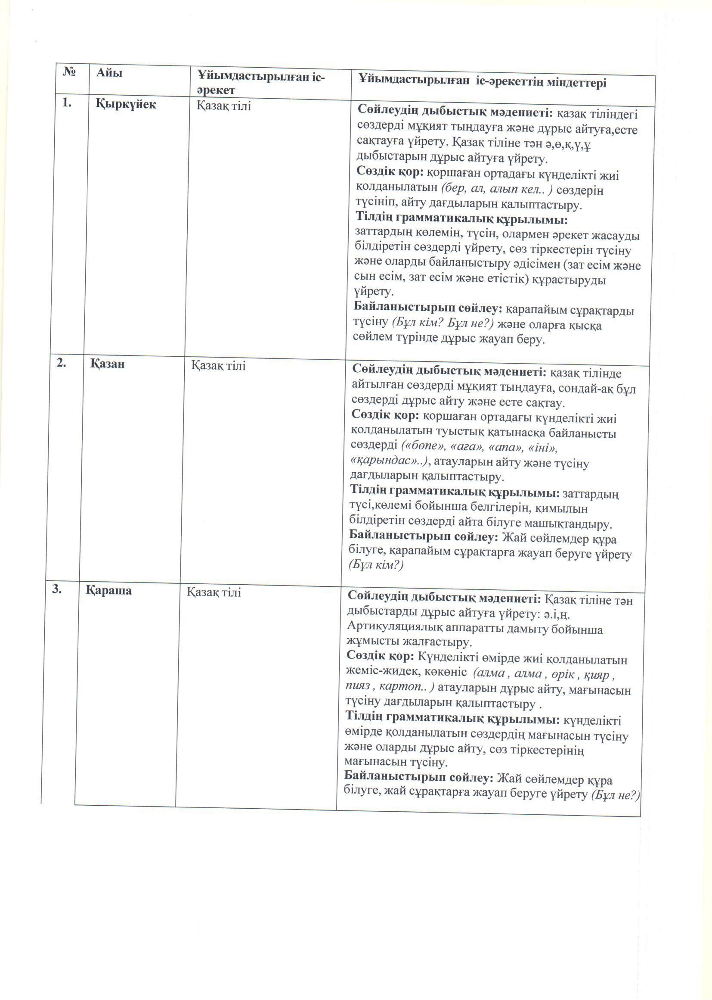 №
Айы
Ұйымдастырылған іс-
әрекет
Ұйымдастырылған іс-әрекеттің міндеттері
1.
Қыркүйек
Қазақ тілі
Сөйлеудің дыбыстық мәдениеті: қазақ тіліндегі
сөздерді мұқият тыңдауға және дұрыс айтуға,есте
сақтауға үйрету. Қазақ тіліне тән ә,ө,қ,ү,ұ
дыбыстарын дұрыс айтуға үйрету.
Сөздік қор: қоршаған ортадағы күнделікті жиі
қолданылатын (бер, ал, алып кел.. ) сөздерін
түсініп, айту дағдыларын қалыптастыру.
Тілдің грамматикалық құрылымы:
заттардың көлемін, түсін, олармен әрекет жасауды
білдіретін сөздерді үйрету, сөз тіркестерін түсіну
және оларды байланыстыру әдісімен (зат есім және
сын есім, зат есім және етістік) құрастыруды
үйрету.
Байланыстырып сөйлеу: қарапайым сұрақтарды
түсіну (Бұл кім? Бұл не?) және оларға қысқа
сөйлем түрінде дұрыс жауап беру.
2.
Қазан
Қазақ тілі
Сөйлеудің дыбыстық мәдениеті: қазақ тілінде
айтылған сөздерді мұқият тыңдауға, сондай-ақ бұл
сөздерді дұрыс айту және есте сақтау.
Сөздік қор: қоршаған ортадағы күнделікті жиі
қолданылатын туыстық қатынасқа байланысты
сөздерді («бөпе», «аға», «апа», «іні»,
«қарындас»..), атауларын айту және түсіну
дағдыларын қалыптастыру.
Тілдің грамматикалық құрылымы: заттардың
түсі,көлемі бойынша белгілерін, қимылын
білдіретін сөздерді айта білуге машықтандыру.
Байланыстырып сөйлеу: Жай сөйлемдер құра
білуге, қарапайым сұрақтарға жауап беруге үйрету
(Бұл кім?)
3.
Қараша
Қазақ тілі
Сөйлеудің дыбыстық мәдениеті: Қазақ тіліне тән
дыбыстарды дұрыс айтуға үйрету: ә.і,ң.
Артикуляциялық аппаратты дамыту бойынша
жұмысты жалғастыру.
Сөздік қор: Күнделікті өмірде жиі қолданылатын
жеміс-жидек, көкөніс (алма , алма , өрік , қияр ,
пияз , картоп.. ) атауларын дұрыс айту, мағынасын
түсіну дағдыларын қалыптастыру .
Тілдің грамматикалық құрылымы: күнделікті
өмірде қолданылатын сөздердің мағынасын түсіну
және оларды дұрыс айту, сөз тіркестерінің
мағынасын түсіну.
Байланыстырып сөйлеу: Жай сөйлемдер құра
білуге, жай сұрақтарға жауап беруге үйрету (Бұл не?)